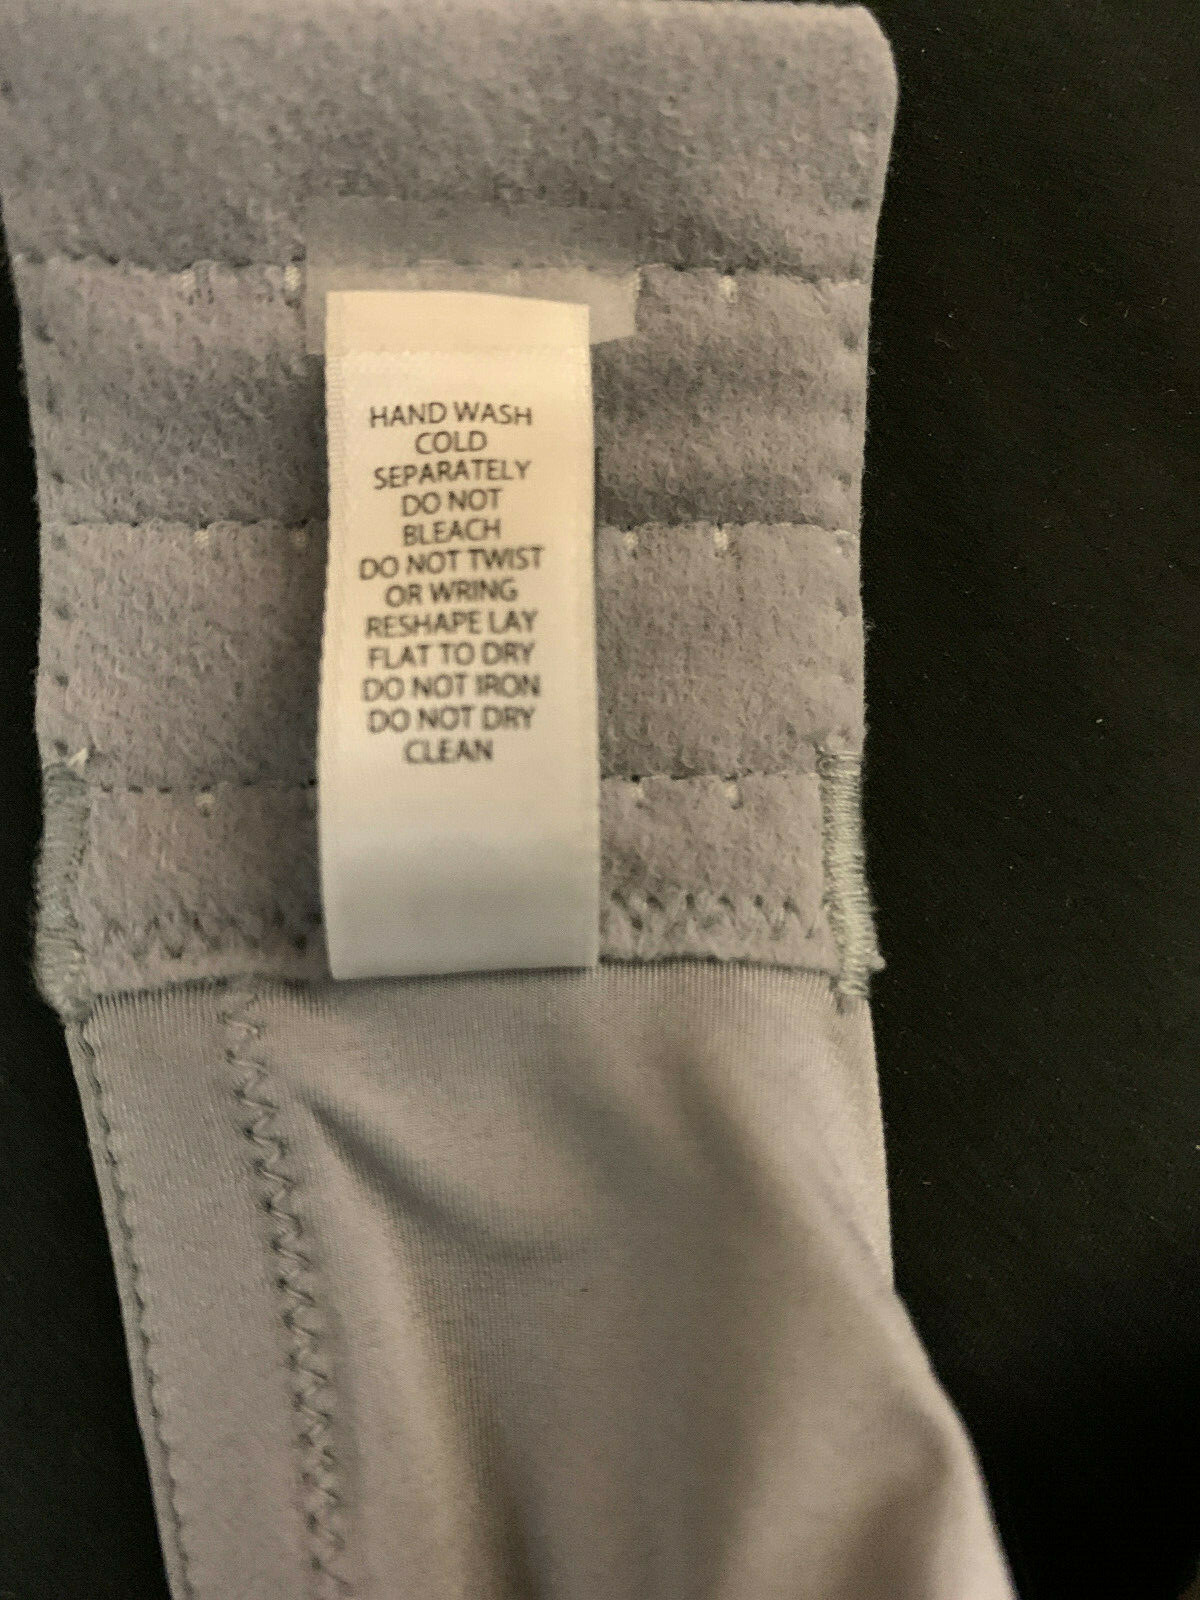 HAND WASH
COLD
SEPARATELY
DO NOT
BLEACH
DO NOT TWIST
OR WRING
RESHAPE LAY
FLAT TO DRY
DO NOT IRON
DO NOT DRY
CLEAN